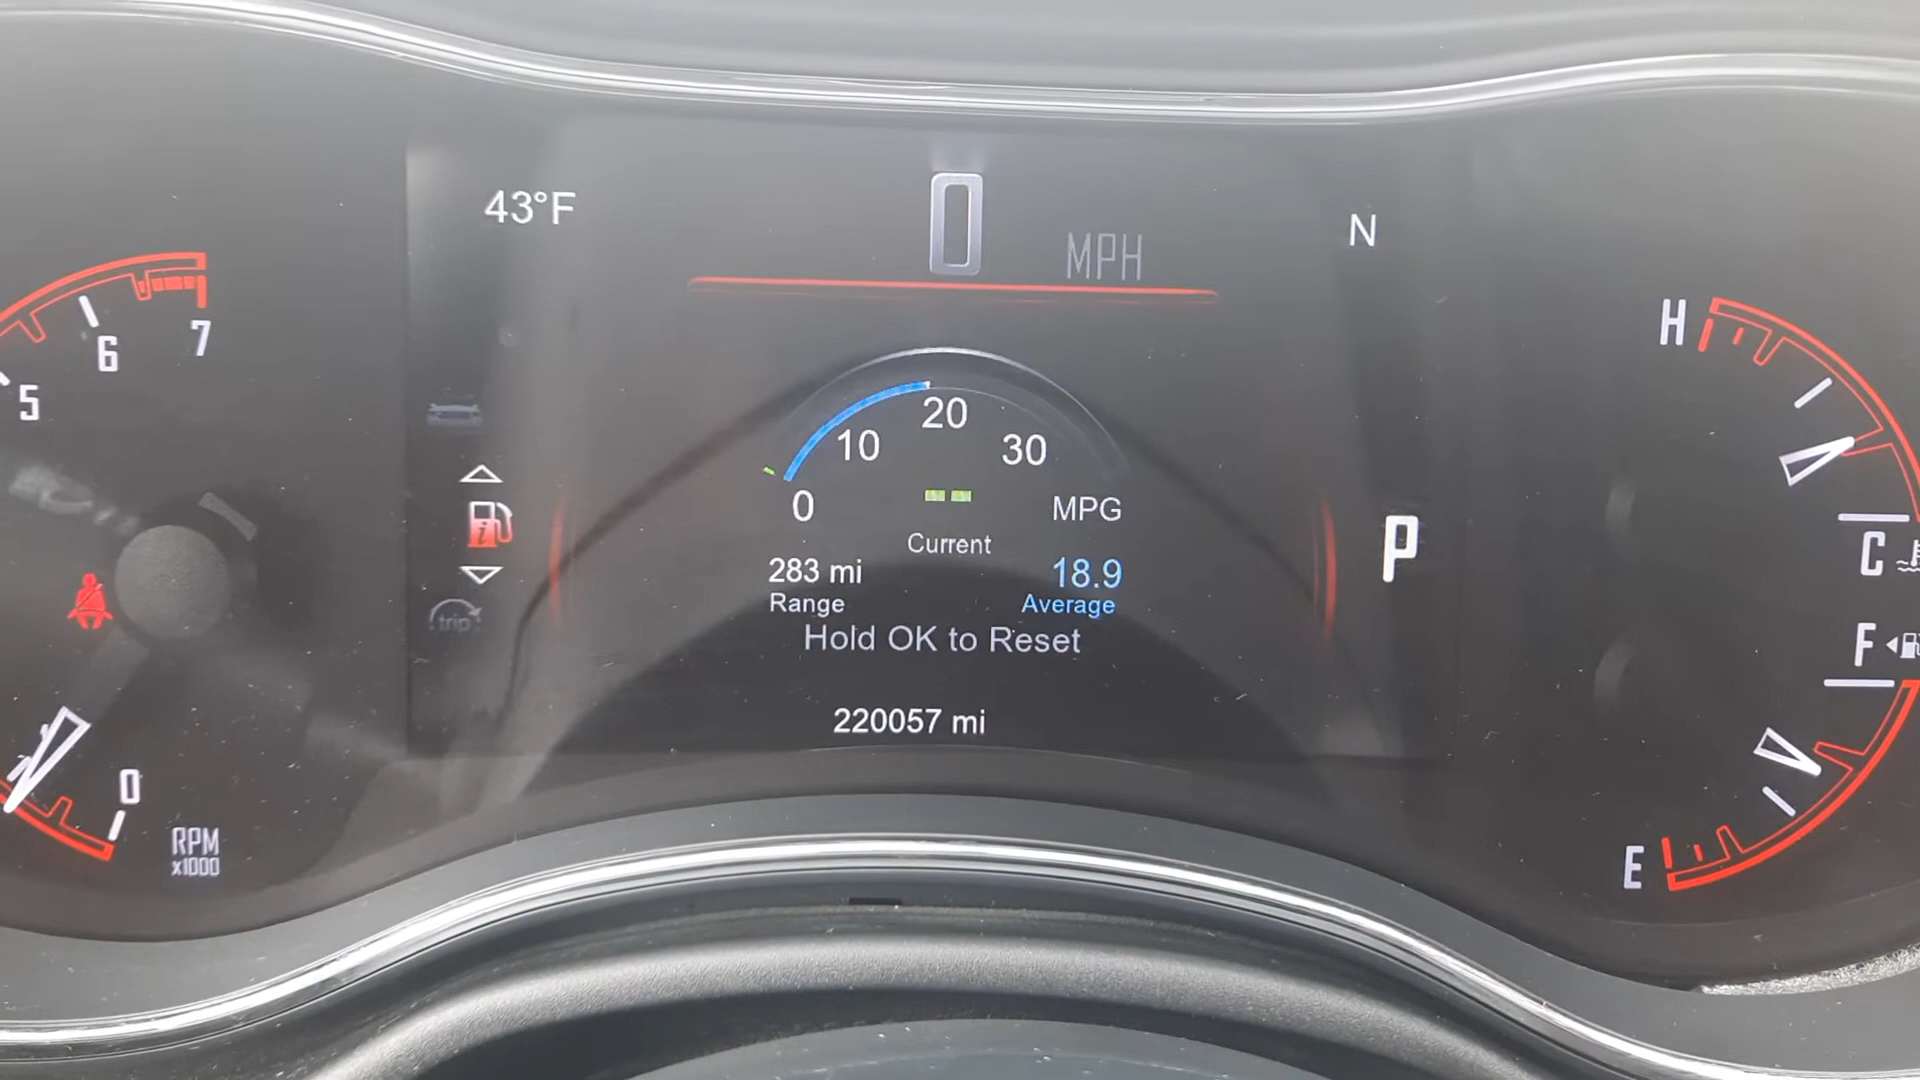 43°F
0
MPH
N
5
6
7
H
20
10
30
0
MPG
Current
283 mi
18.9
Range
Average
Hold OK to Reset
trip
P
C
F
220057 mi
0
RPM
x1000
E